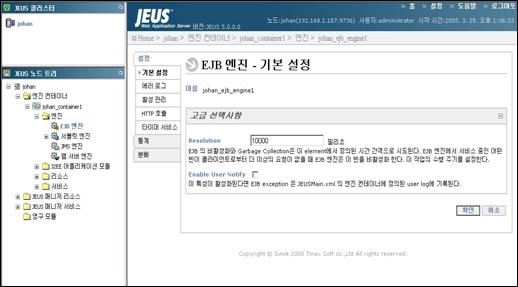 JEUS 클러스터
johan
JEUS 노드 트리
johan
엔진 컨테이너
johan_container1
엔진
EJB 엔진
서블릿 엔진
JMS 엔진
웹 서버 엔진
J2EE 어플리케이션 모듈
리소스
서비스
JEUS 매니저 리소스
JEUS 매니저 서비스
영구 모듈
JEUS™
Web Application Server 버전:JEUS 5.0.0.0
홈 설정 도움말 로그아웃
노드:johan(192.168.1.187:9736) 사용자:administrator 시작 시간:2005. 3. 25. 오후 1:36:33
Home > johan > 엔진 컨테이너 > johan_container1 > 엔진 > johan_ejb_engine1
설정
기본 설정
에러 로그
활성 관리
HTTP 호출
타이머 서비스
통계
분배
EJB 엔진 - 기본 설정
이름 johan_ejb_engine1
고급 선택사항
Resolution 10000 밀리초
EJB 의 비활성화와 Garbage Collection은 이 element에서 정의된 시간 간격으로 시도된다. EJB 엔진에서 서비스 중인 어떤
빈이 클라이언트로부터 더 이상의 요청이 없을 때 EJB 엔진은 이 빈을 비활성화 한다. 이 작업의 수행 주기를 설정한다.
Enable User Notify
이 특성이 활성화된다면 EJB exception 은 JEUSMain.xml 의 엔진 컨테이너에 정의된 user log에 기록된다.
확인 취소
Copyright © Since 2000 Tmax Soft co.,Ltd All rights reserved.